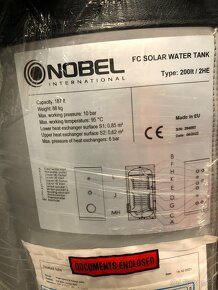 NOBEL
INTERNATIONAL
FC SOLAR WATER TANK
Type: 200lt / 2HE
Capacity: 187 lt
Weight: 88 kg
Max. working pressure: 10 bar
Max. working temperature: 95 °C
Lower heat exchanger surface S1: 0,85 m²
Upper heat exchanger surface S2: 0,62 m²
Max. pressure of heat exchangers: 6 bar
Made in EU
CE
J
IMH
B
H
K
E
D
G
C
A
DOCUMENTS ENCLOSED